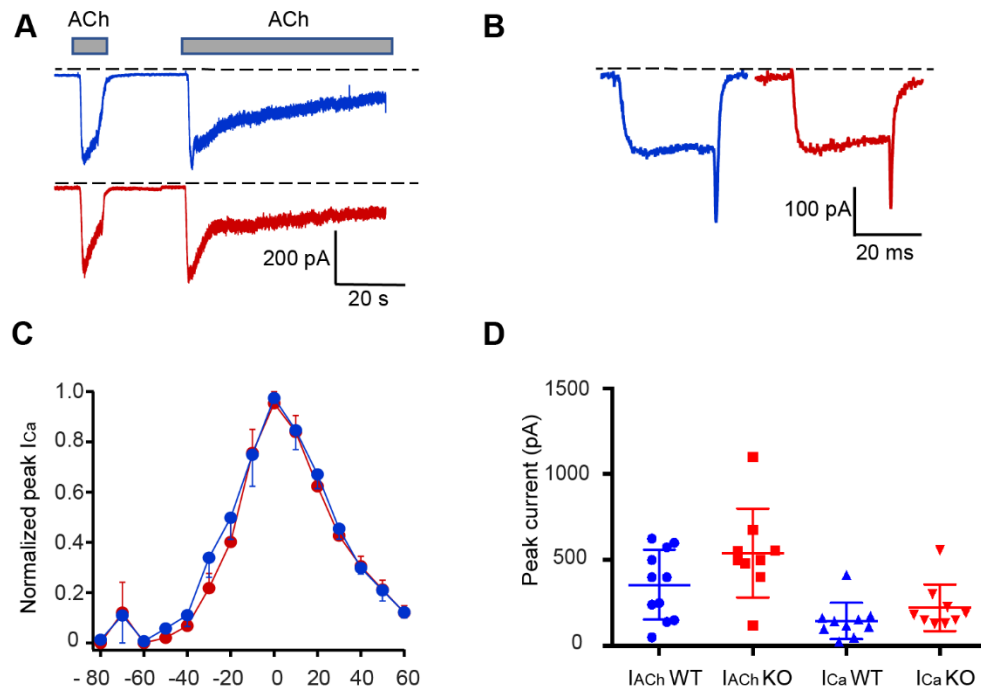 A
ACh
ACh
200 pA
20 s
B
100 pA
20 ms
C
Normalized peak ICa
1.0
0.8
0.6
0.4
0.2
0
- 80
-60
-40
-20
0
20
40
60
D
Peak current (pA)
1500
1000
500
0
IACh WT
IACh KO
ICa WT
ICa KO